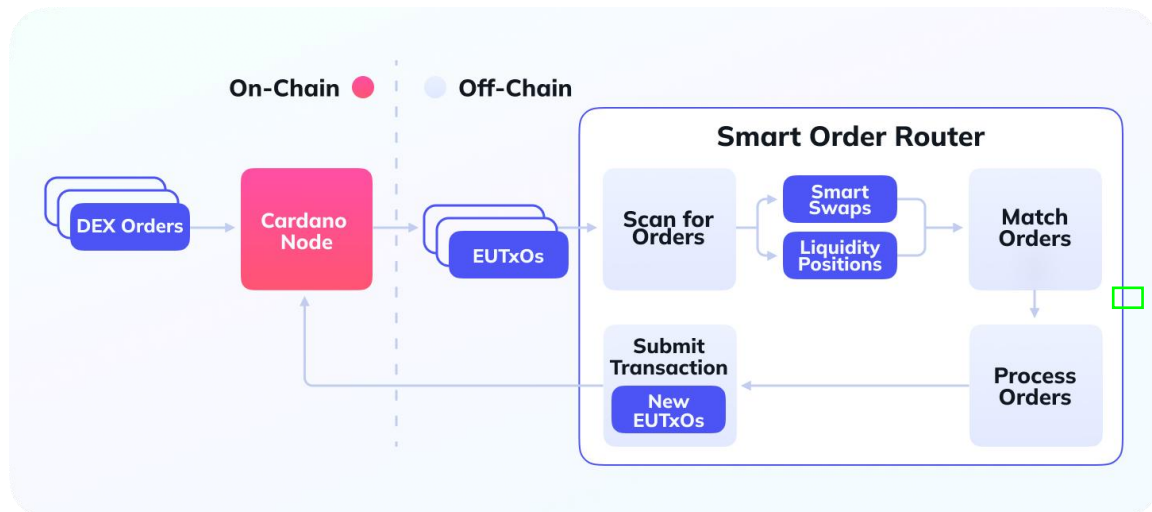 On-Chain
Off-Chain
Smart Order Router
DEX Orders
Cardano
Node
EUTxOs
Scan for
Orders
Smart
Swaps
Liquidity
Positions
Match
Orders
Process
Orders
Submit
Transaction
New
EUTxOs